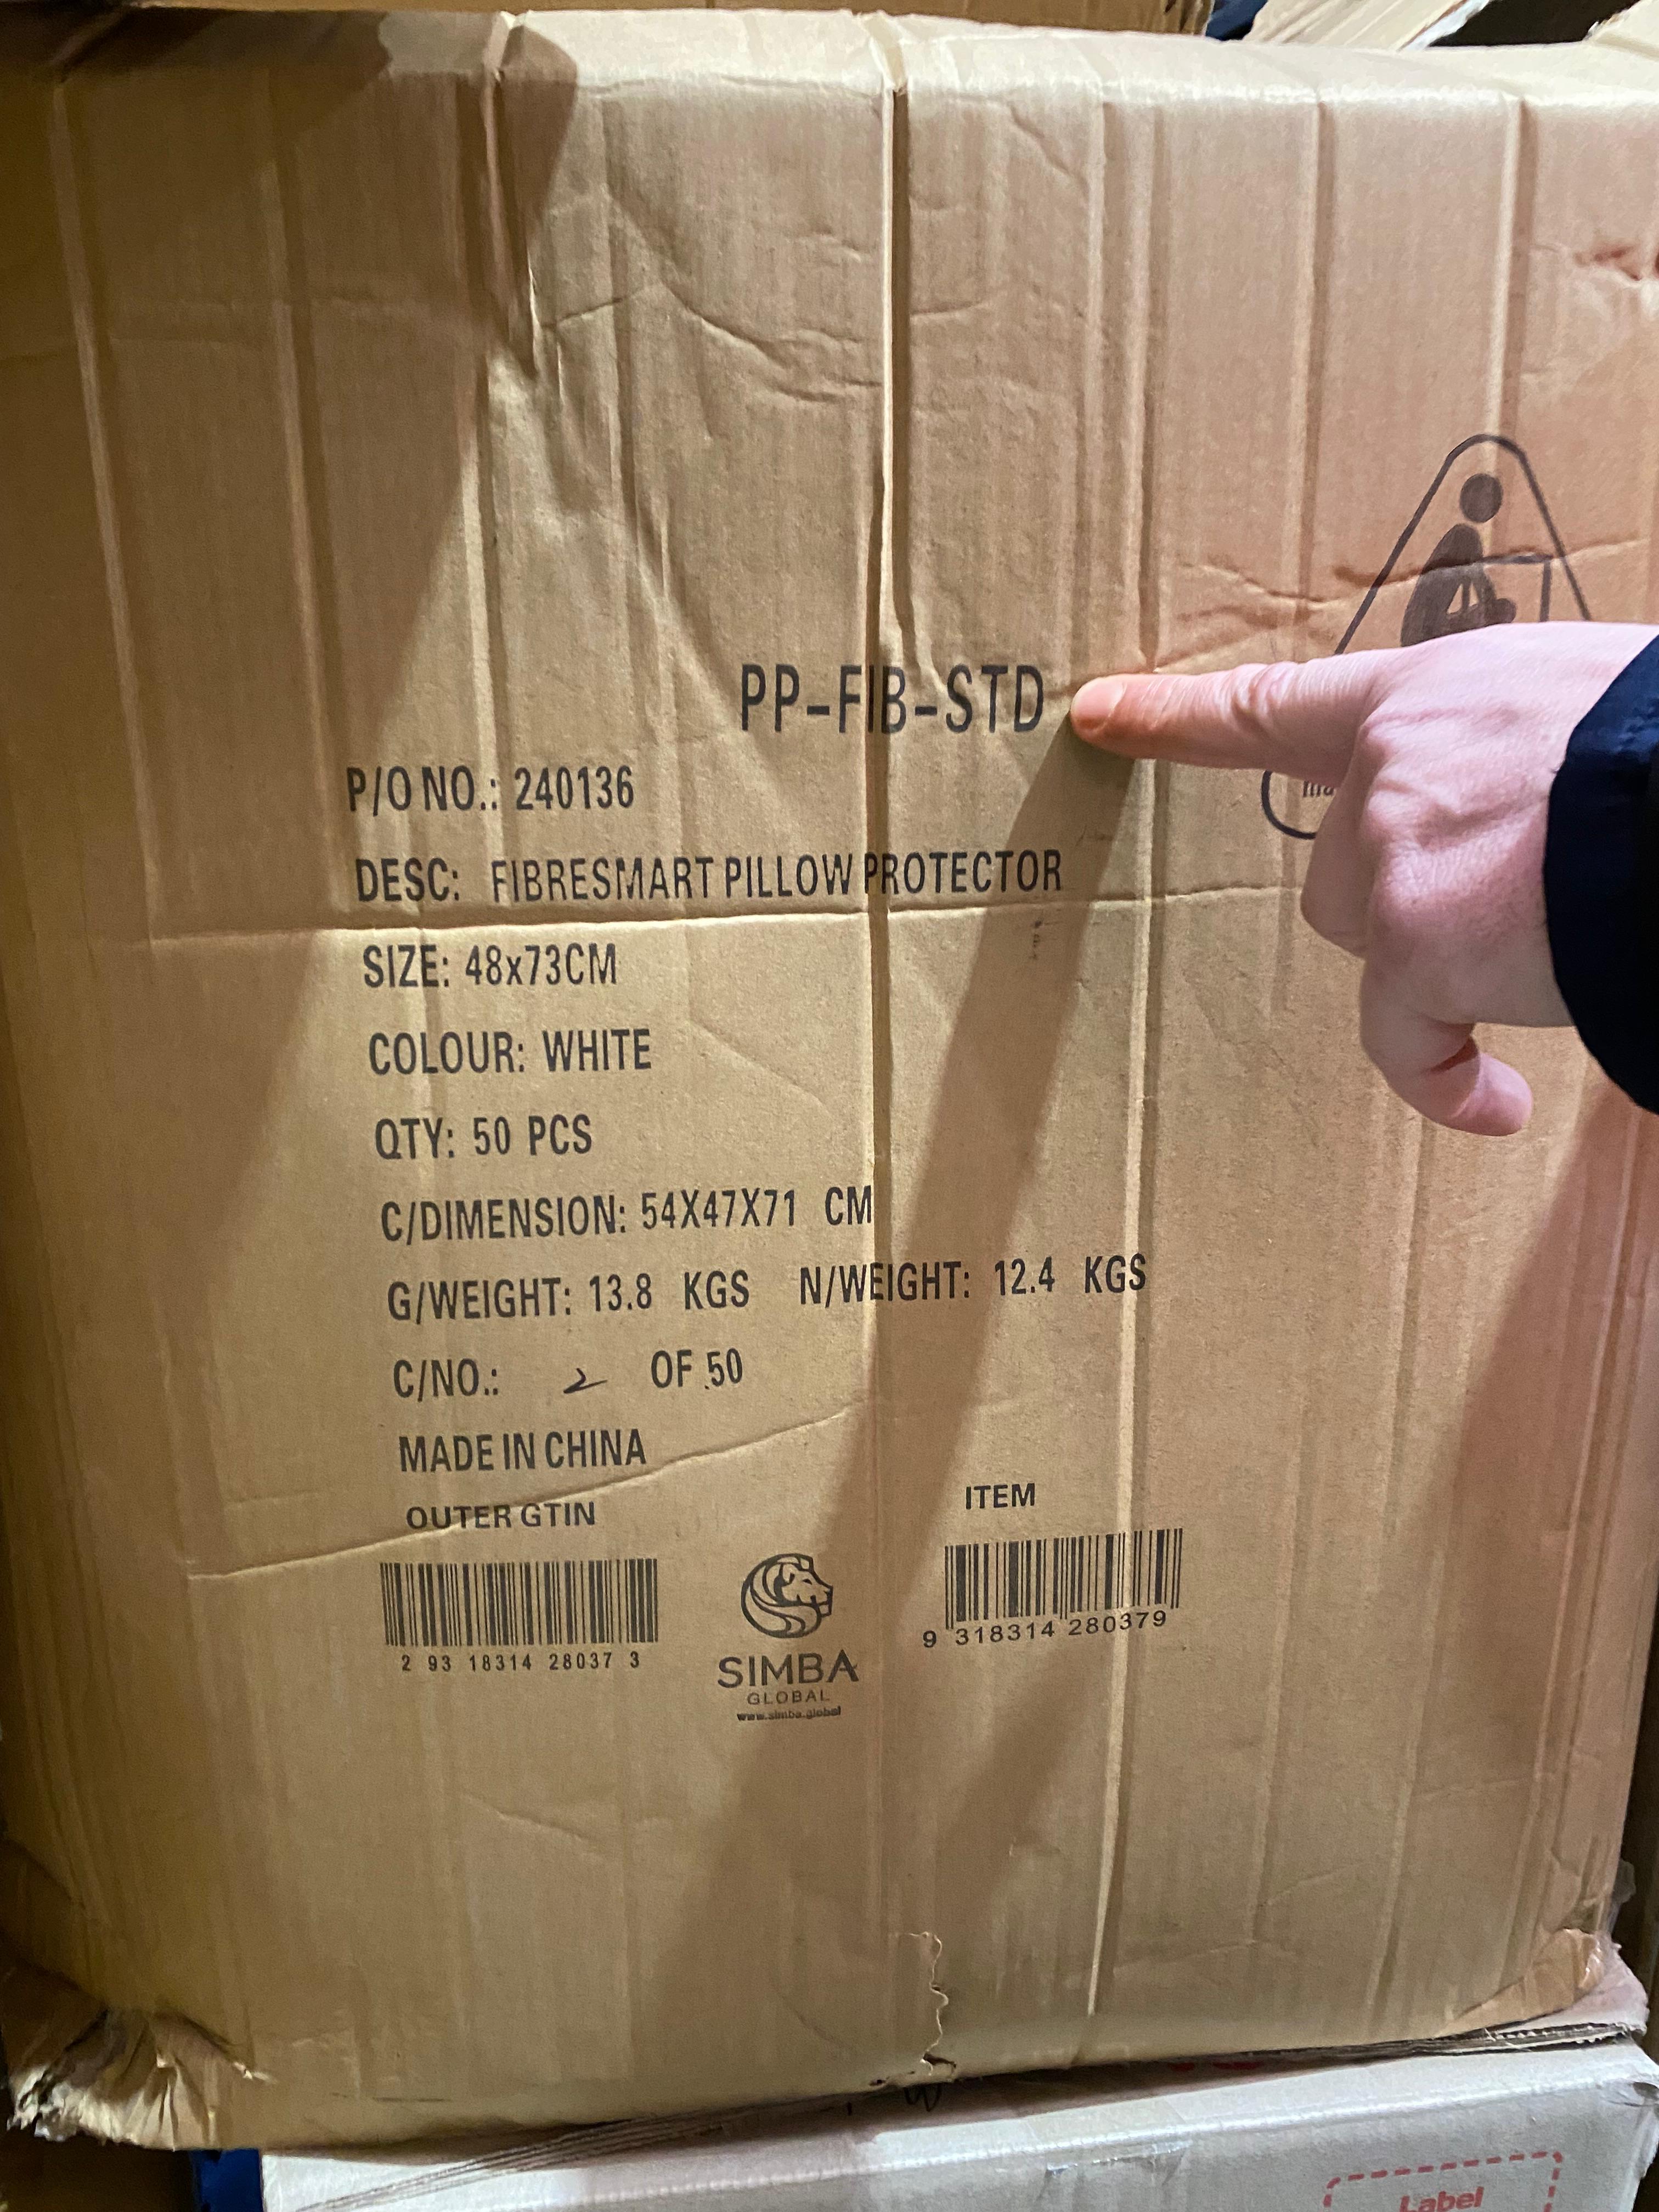 PP-FIB-STD
P/O NO.: 240136
DESC: FIBRESMART PILLOW PROTECTOR
SIZE: 48x73CM
COLOUR: WHITE
QTY: 50 PCS
C/DIMENSION: 54X47X71 CM
G/WEIGHT: 13.8 KGS N/WEIGHT: 12.4 KGS
C/NO.: 2 OF 50
MADE IN CHINA
OUTER GTIN
2 93 18314 28037 3
ITEM
9 318314 280379
SIMBA
GLOBAL
www.simba.global
Label